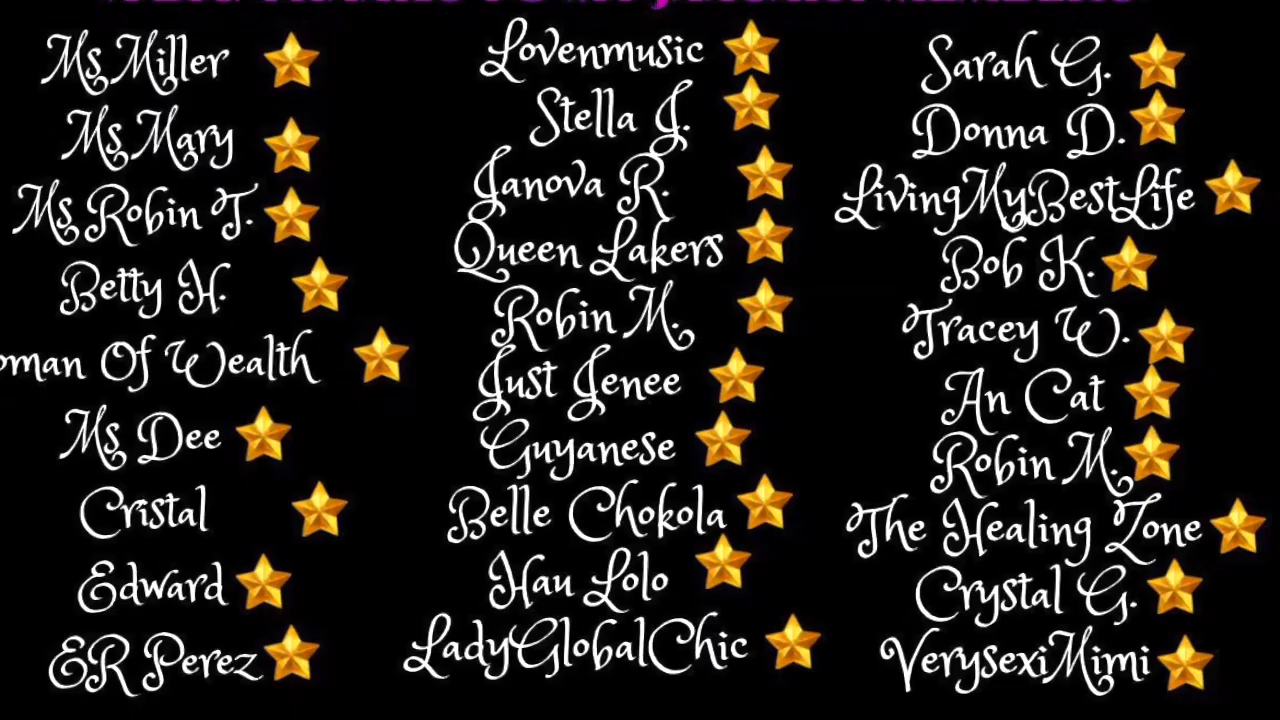 Ms Miller
Ms Mary
Ms Robin T.
Betty H.
oman Of Wealth
Ms Dee
Cristal
Edward
ER Perez
Lovenmusic
Stella J.
Janova R.
Queen Lakers
Robin M.
Just Jenee
Guyanese
Belle Chokola
Hau Lolo
LadyGlobalChic
Sarah G.
Donna D.
LivingMyBestLife
Bob K.
Tracey W.
An Cat
Robin M.
The Healing Zone
Crystal G.
VerysexiMimi